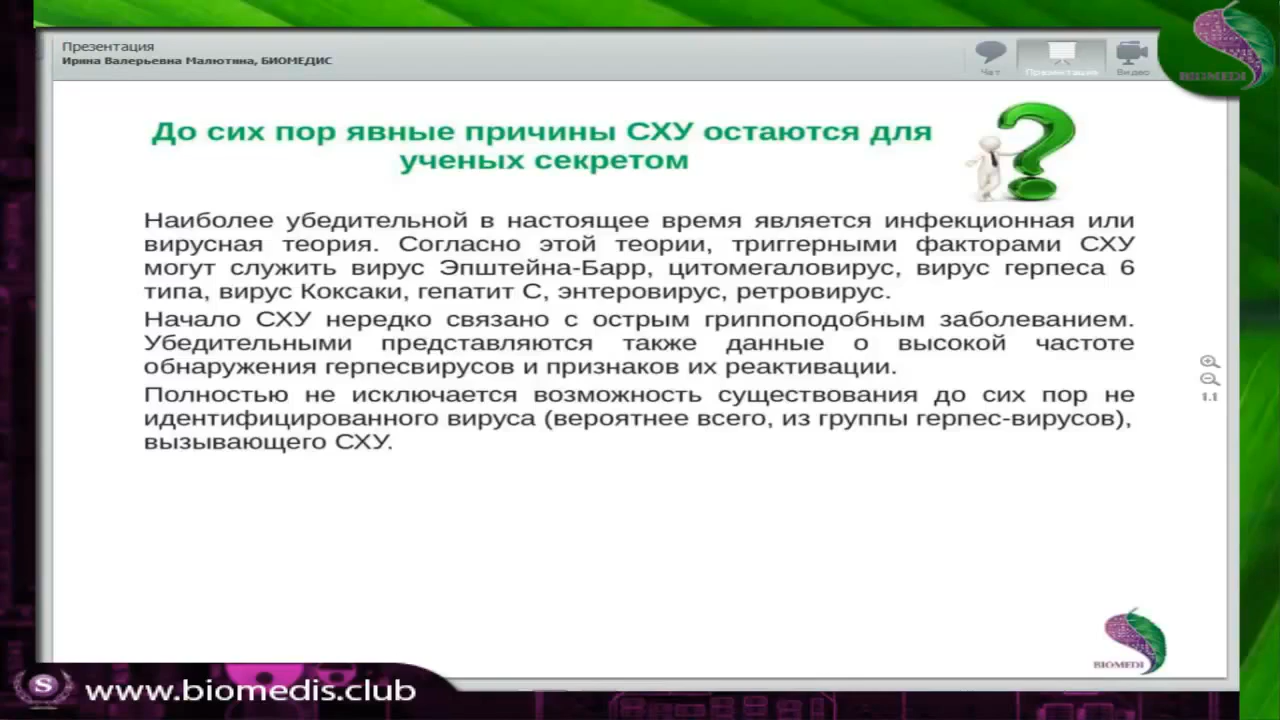 Презентация
Ирина Валерьевна Малютина, БИОМЕДИС
Чат
Презентация
Видео
BIOMEDI
До сих пор явные причины СХУ остаются для
ученых секретом
Наиболее убедительной в настоящее время является инфекционная или
вирусная теория. Согласно этой теории, триггерными факторами СХУ
могут служить вирус Эпштейна-Барр, цитомегаловирус, вирус герпеса 6
типа, вирус Коксаки, гепатит С, энтеровирус, ретровирус.
Начало СХУ нередко связано с острым гриппоподобным заболеванием.
Убедительными представляются также данные о высокой частоте
обнаружения герпесвирусов и признаков их реактивации.
Полностью не исключается возможность существования до сих пор не
идентифицированного вируса (вероятнее всего, из группы герпес-вирусов),
вызывающего СХУ.
1.1
BIOMEDI
S
www.biomedis.club